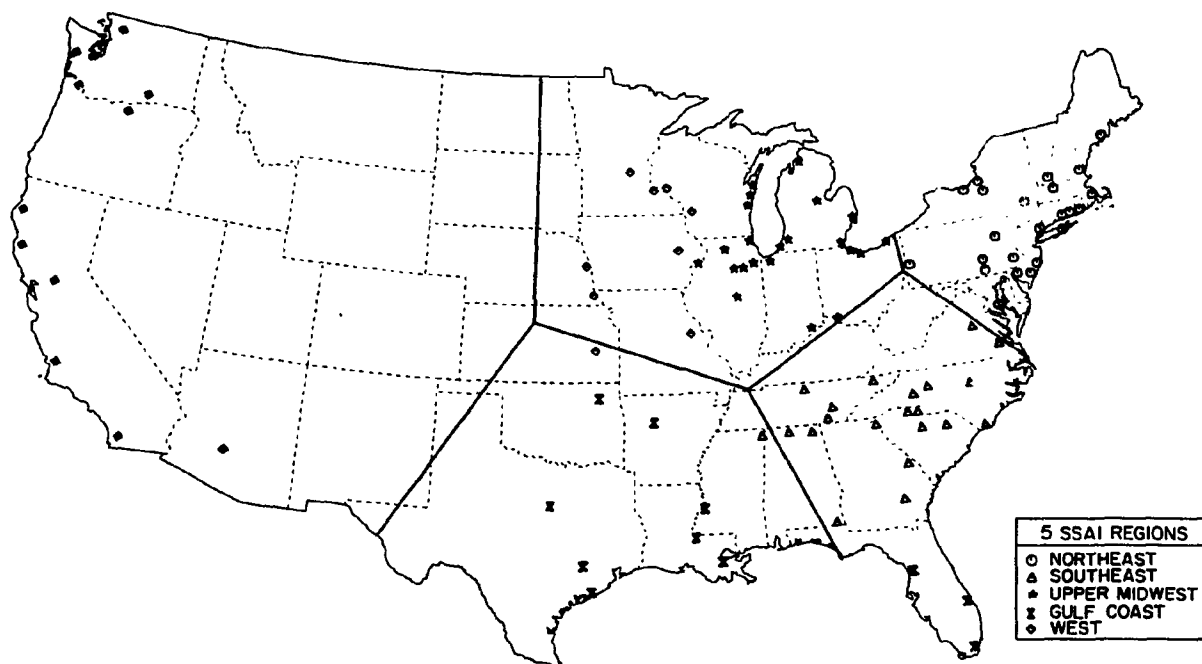 5 SSAI REGIONS
NORTHEAST
SOUTHEAST
UPPER MIDWEST
GULF COAST
WEST